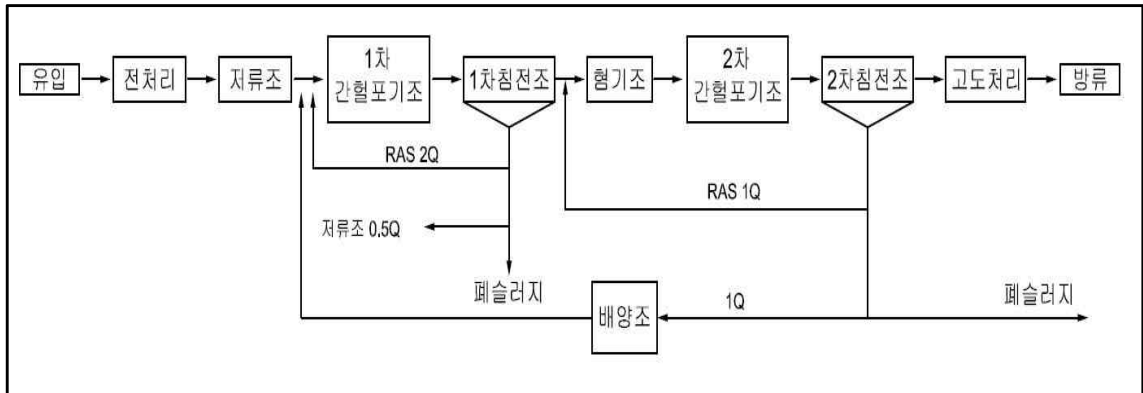 유입
전처리
저류조
1차
간헐포기조
1차침전조
혐기조
2차
간헐포기조
2차침전조
고도처리
방류
RAS 2Q
RAS 1Q
저류조 0.5Q
폐슬러지
배양조
1Q
폐슬러지